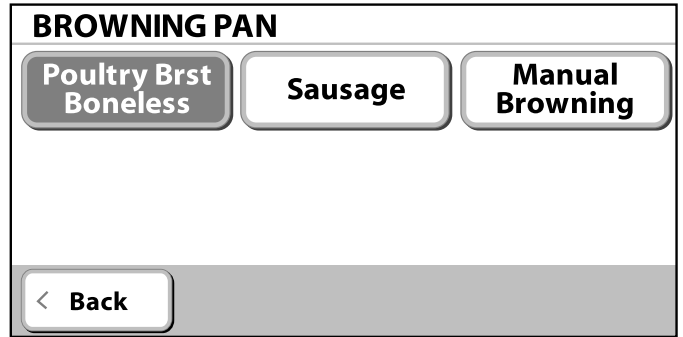 BROWNING PAN
Poultry Brst
Boneless
Sausage
Manual
Browning
< Back